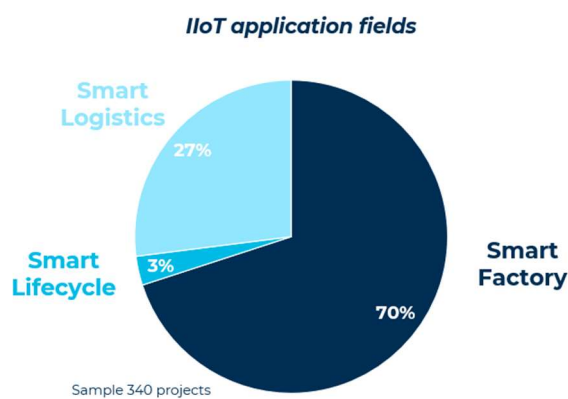 IIoT application fields
Smart
Logistics
27%
Smart
Lifecycle
3%
Smart
Factory
70%
Sample 340 projects